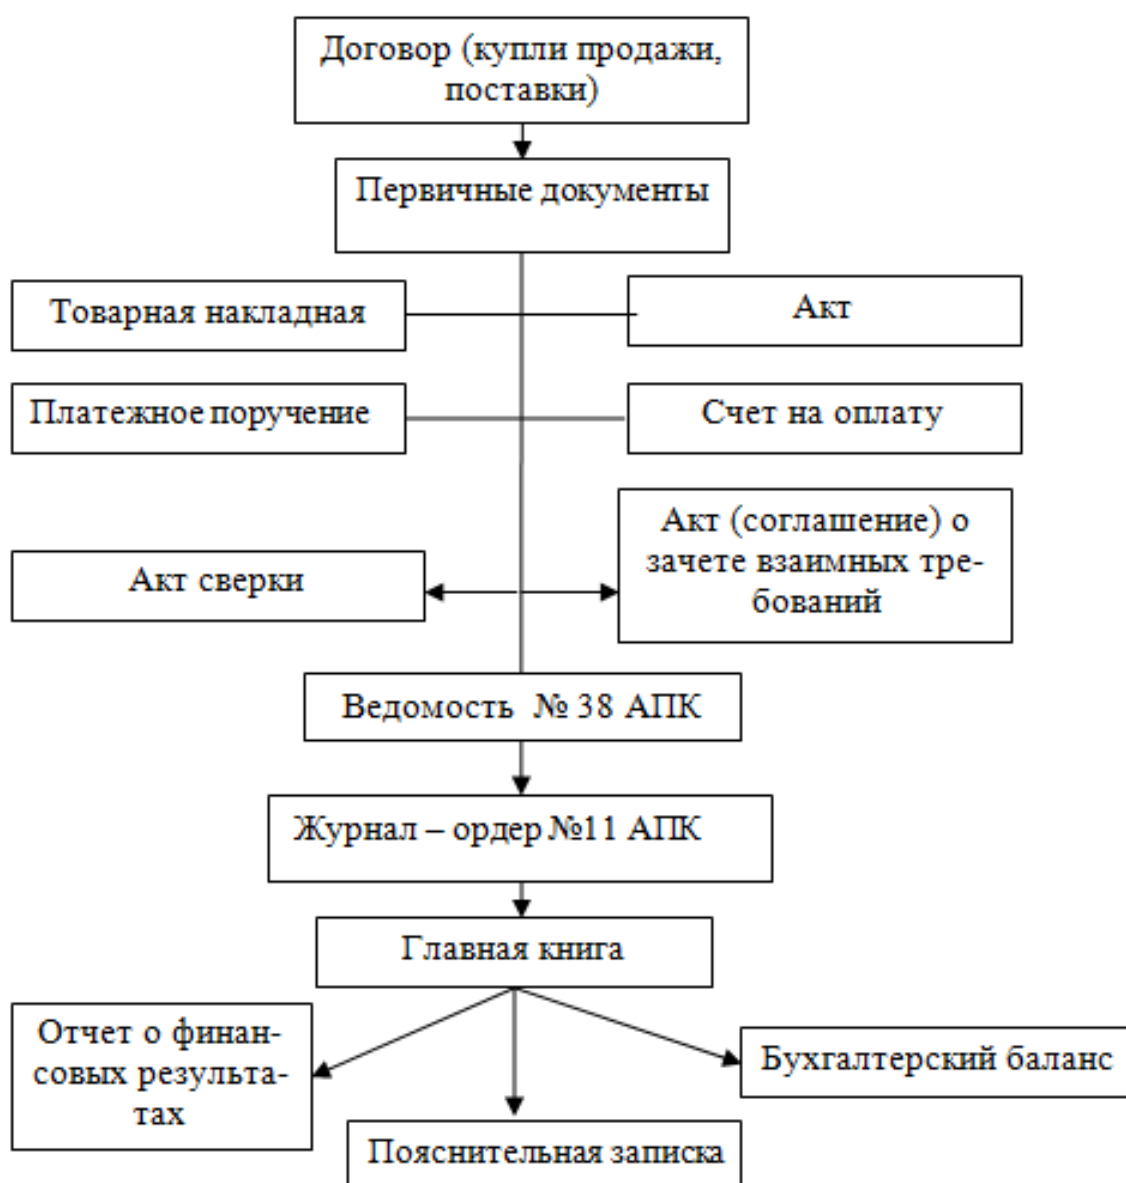 Договор (купли продажи,
поставки)
Первичные документы
Товарная накладная
Акт
Платежное поручение
Счет на оплату
Акт сверки
Акт (соглашение) о
зачете взаимных тре-
бований
Ведомость № 38 АПК
Журнал – ордер №11 АПК
Главная книга
Отчет о финан-
совых результа-
тах
Бухгалтерский баланс
Пояснительная записка